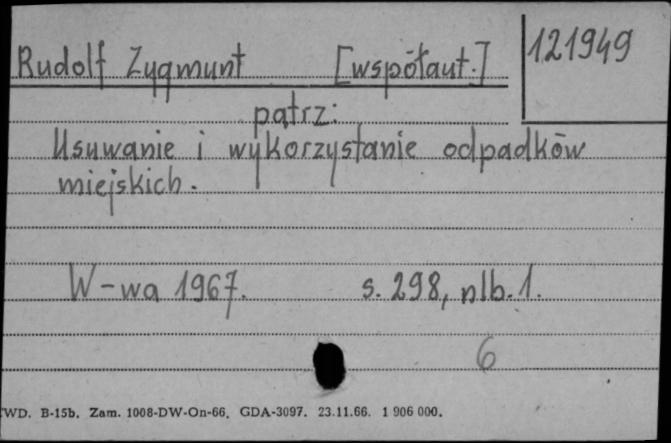 121949
Rudolf Zygmunt [współaut.]
patrz:
Usuwanie i wykorzystanie odpadków
miejskich.
W-wa 1967. s. 298, nlb. 1.
6
WD. B-15b. Zam. 1008-DW-On-66. GDA-3097. 23.11.66. 1 906 000.